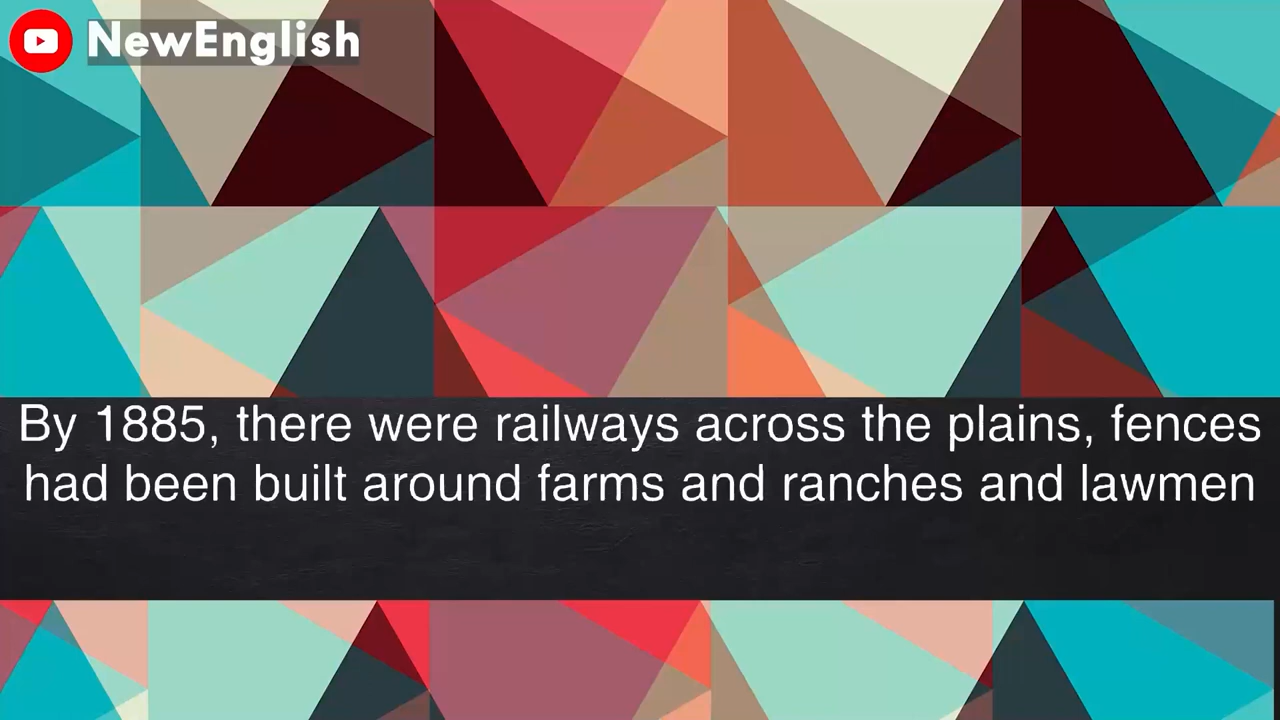 NewEnglish
By 1885, there were railways across the plains, fences
had been built around farms and ranches and lawmen